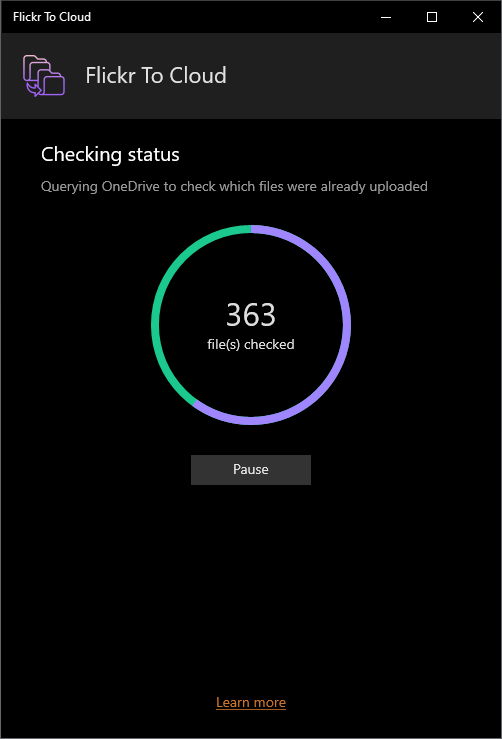 Flickr To Cloud
Flickr To Cloud
Checking status
Querying OneDrive to check which files were already uploaded
363
file(s) checked
Pause
Learn more